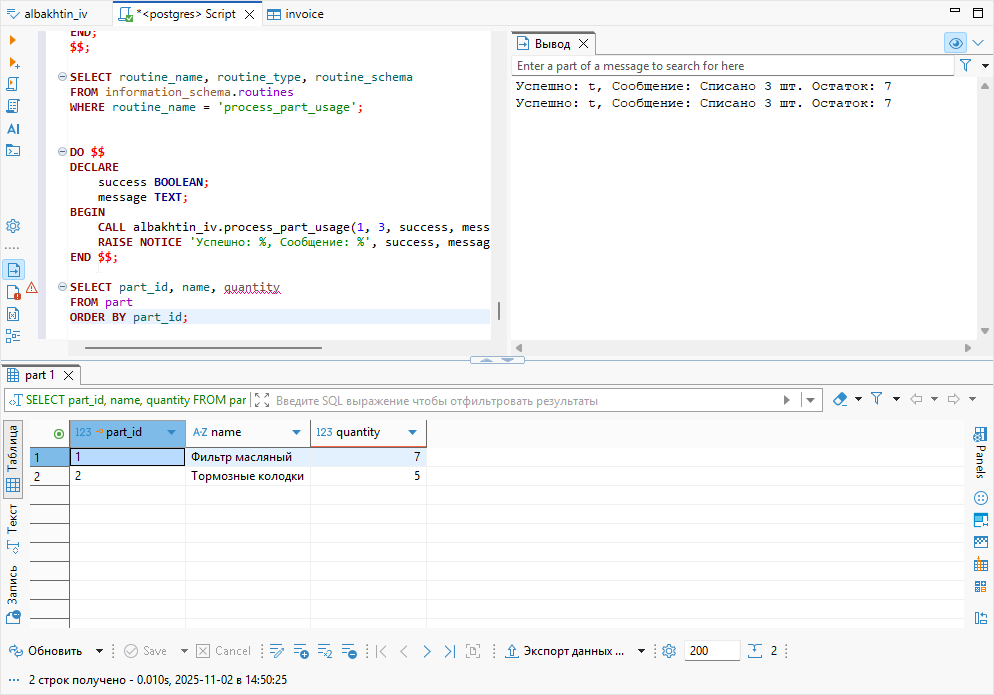 albakhtin_iv
*<postgres> Script
invoice
END;
$$;
SELECT routine_name, routine_type, routine_schema
FROM information_schema.routines
WHERE routine_name = 'process_part_usage';
DO $$
DECLARE
success BOOLEAN;
message TEXT;
BEGIN
CALL albakhtin_iv.process_part_usage(1, 3, success, mess
RAISE NOTICE 'Успешно: %, Сообщение: %', success, messag
END $$;
SELECT part_id, name, quantity
FROM part
ORDER BY part_id;
AI
Вывод
Enter a part of a message to search for here
Успешно: t, Сообщение: Списано 3 шт. Остаток: 7
Успешно: t, Сообщение: Списано 3 шт. Остаток: 7
part 1
SELECT part_id, name, quantity FROM par
Введите SQL выражение чтобы отфильтровать результаты
Таблица
Текст
Запись
123 part_id A-Z name 123 quantity
1 1 Фильтр масляный 7
2 2 Тормозные колодки 5
Panels
Обновить Save Cancel Экспорт данных ... 200 2
2 строк получено - 0.010s, 2025-11-02 в 14:50:25